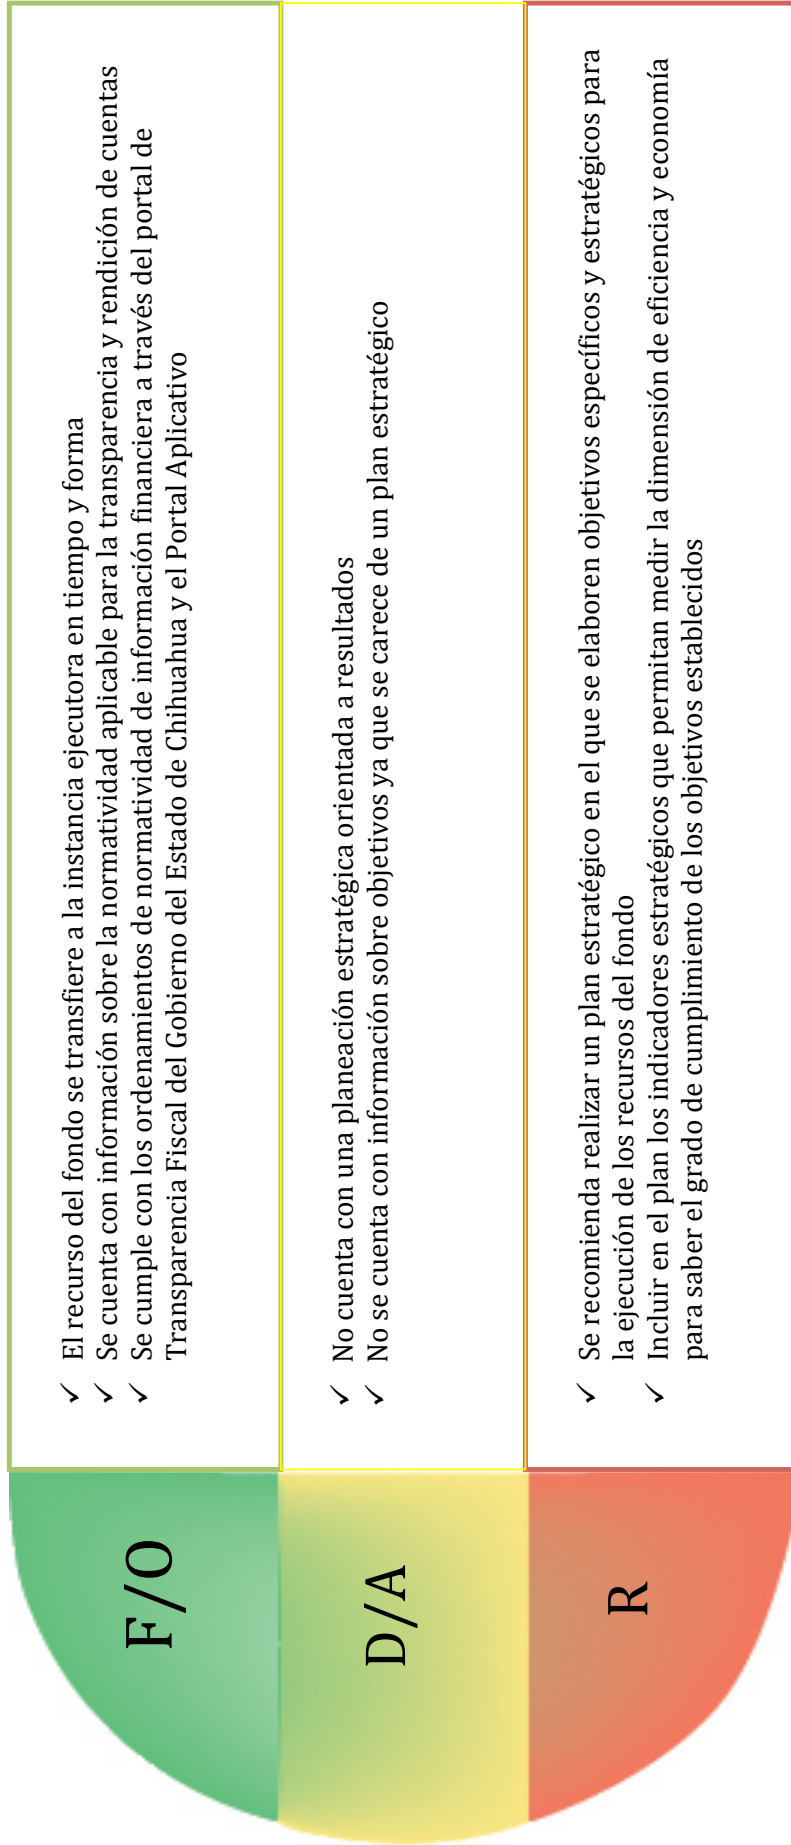 F/O
✓ El recurso del fondo se transfiere a la instancia ejecutora en tiempo y forma
✓ Se cuenta con información sobre la normatividad aplicable para la transparencia y rendición de cuentas
✓ Se cumple con los ordenamientos de normatividad de información financiera a través del portal de
Transparencia Fiscal del Gobierno del Estado de Chihuahua y el Portal Aplicativo
D/A
✓ No cuenta con una planeación estratégica orientada a resultados
✓ No se cuenta con información sobre objetivos ya que se carece de un plan estratégico
R
✓ Se recomienda realizar un plan estratégico en el que se elaboren objetivos específicos y estratégicos para
la ejecución de los recursos del fondo
✓ Incluir en el plan los indicadores estratégicos que permitan medir la dimensión de eficiencia y economía
para saber el grado de cumplimiento de los objetivos establecidos